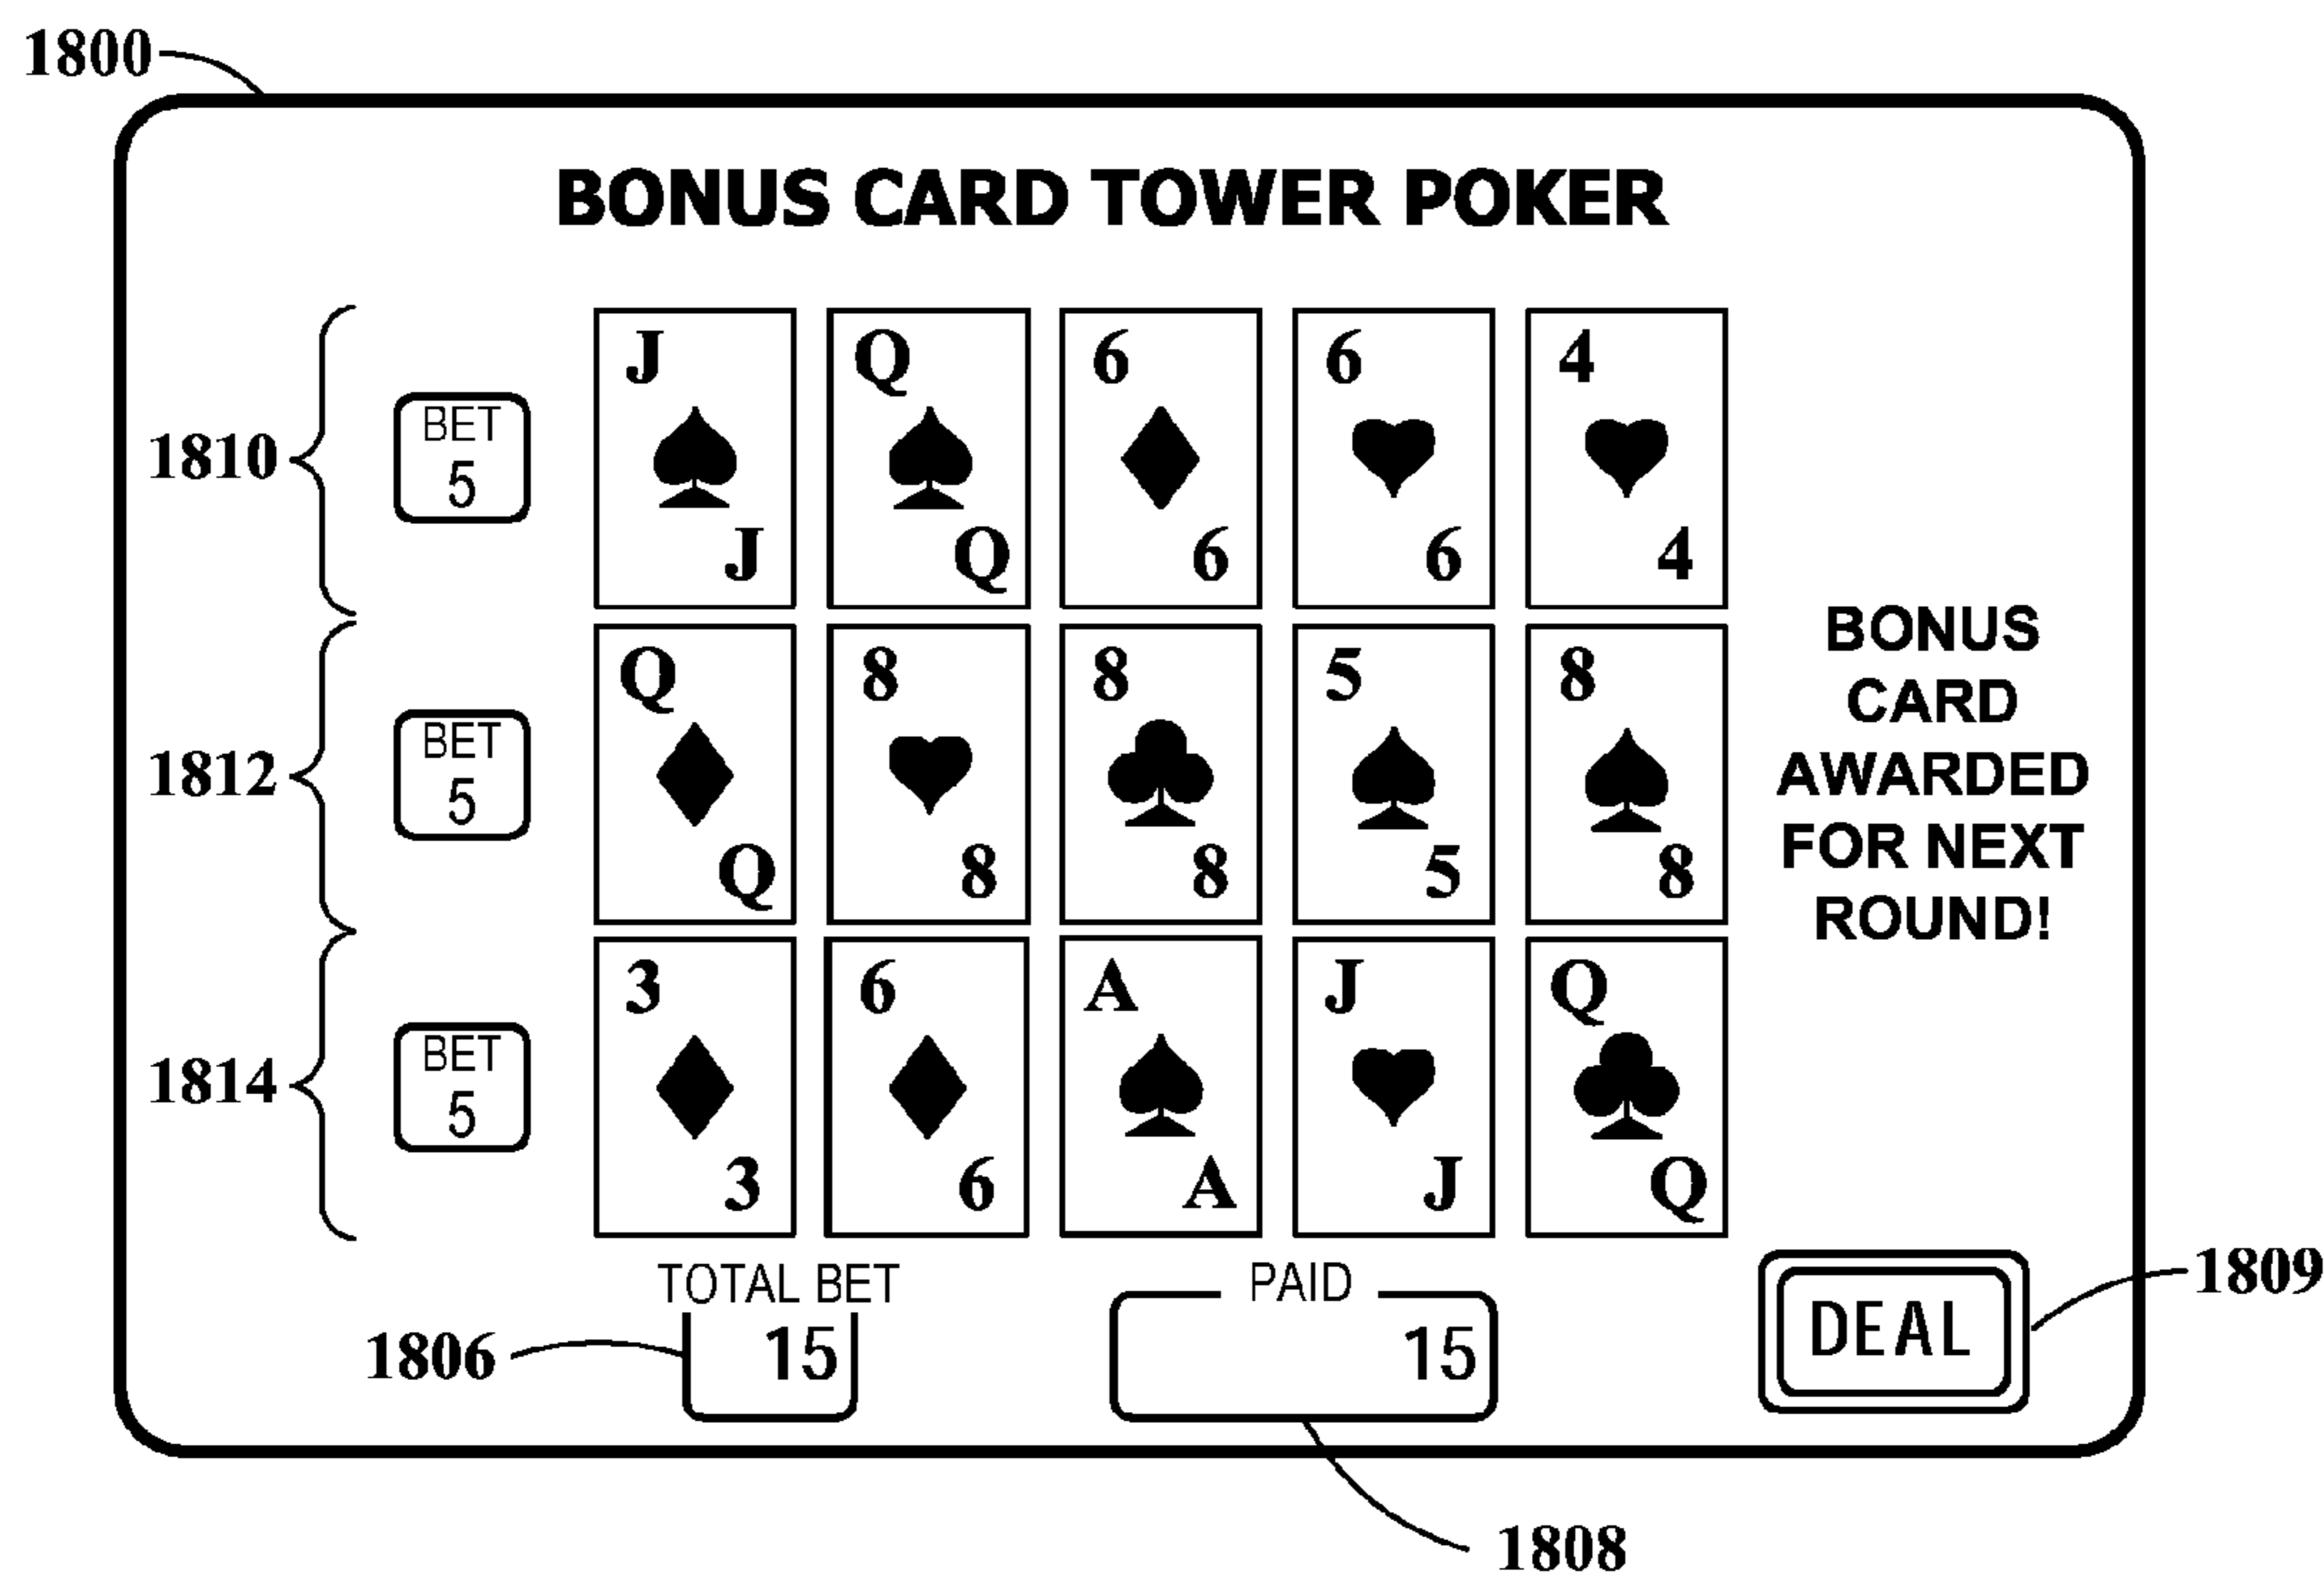 1800
BONUS CARD TOWER POKER
1810
BET
5
J
J
Q
Q
6
6
6
6
4
4
1812
BET
5
Q
Q
8
8
8
8
5
5
8
8
BONUS
CARD
AWARDED
FOR NEXT
ROUND!
1814
BET
5
3
3
6
6
A
A
J
J
Q
Q
TOTAL BET
15
1806
PAID
15
1808
DEAL
1809